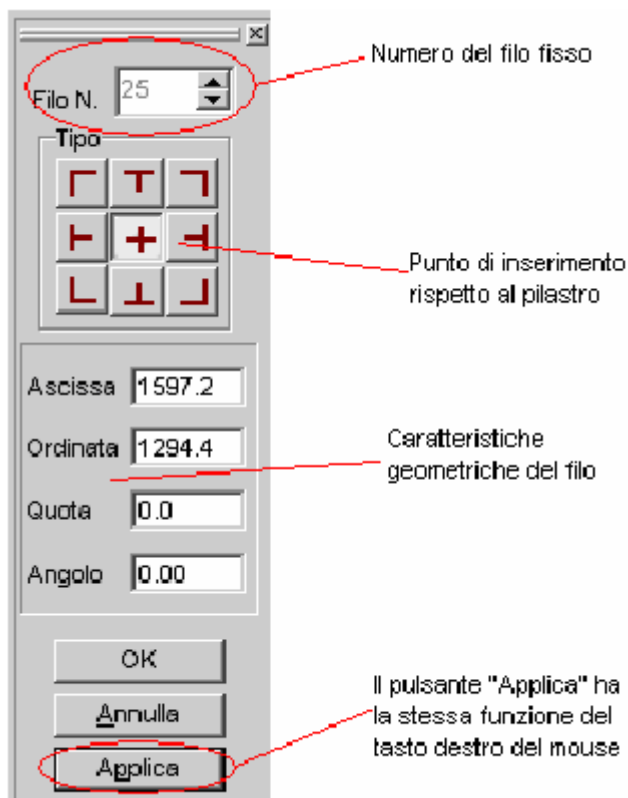 Numero del filo fisso
Filo N. 25
Tipo
Punto di inserimento
rispetto al pilastro
Ascissa 1597.2
Ordinata 1294.4
Caratteristiche
geometriche del filo
Quota 0.0
Angolo 0.00
OK
Annulla
Applica
Il pulsante "Applica" ha
la stessa funzione del
tasto destro del mouse